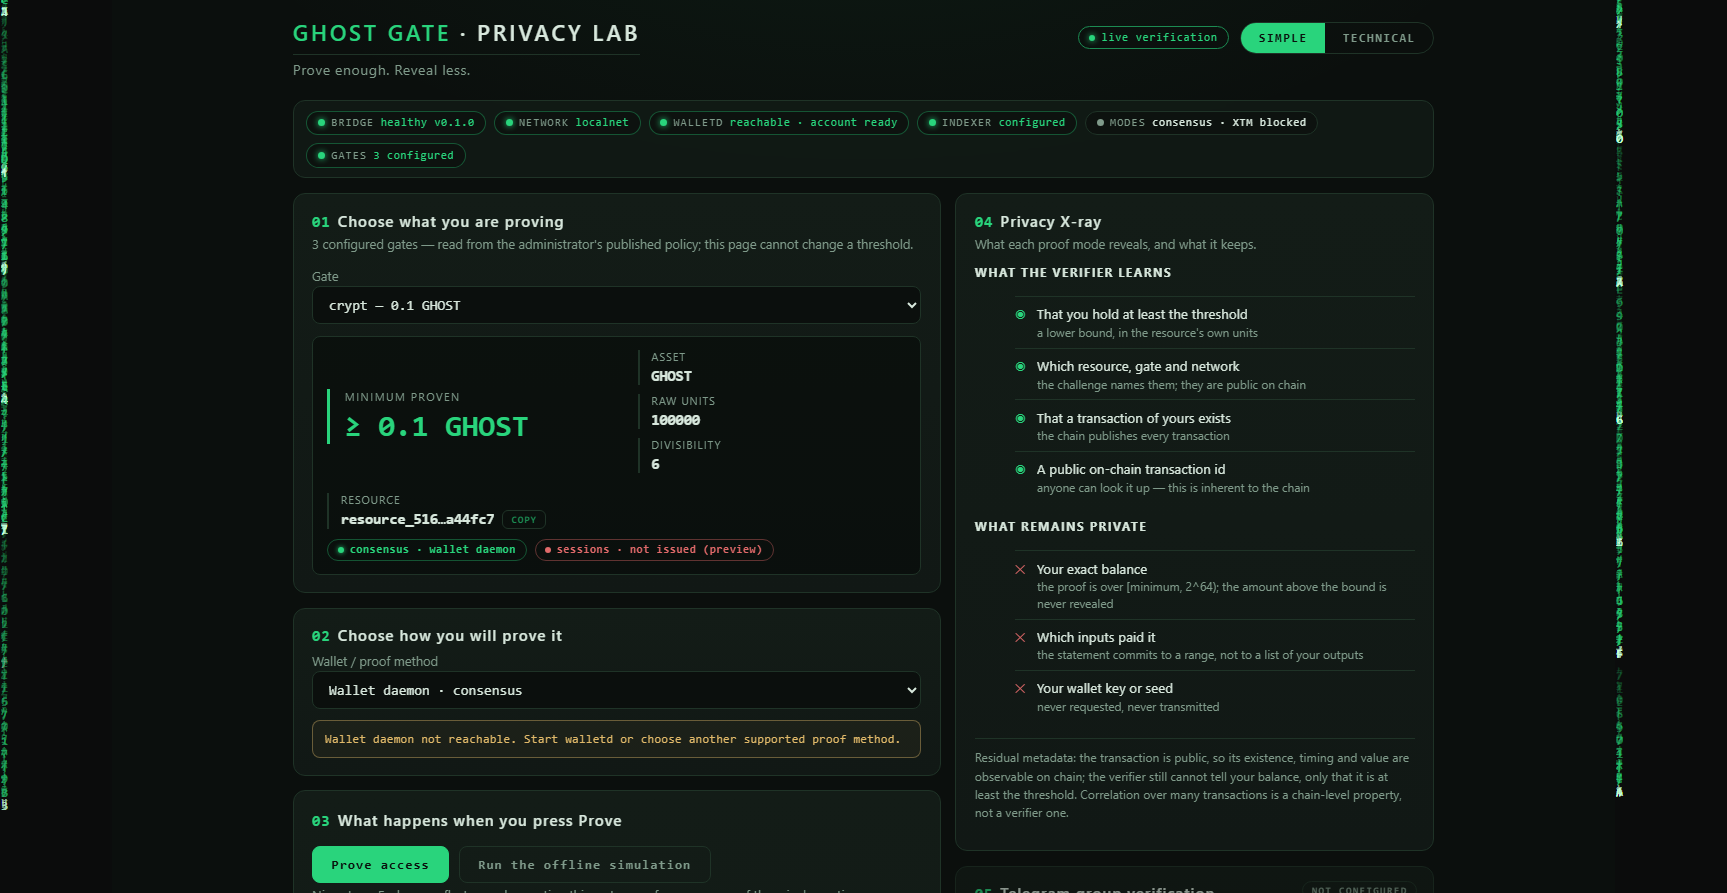 GHOST GATE · PRIVACY LAB
Prove enough. Reveal less.
live verification
SIMPLE
TECHNICAL
BRIDGE healthy v0.1.0
NETWORK localnet
WALLETD reachable · account ready
INDEXER configured
MODES consensus · XTM blocked
GATES 3 configured
01 Choose what you are proving
3 configured gates — read from the administrator's published policy; this page cannot change a threshold.
Gate
crypt — 0.1 GHOST
MINIMUM PROVEN
≥ 0.1 GHOST
ASSET
GHOST
RAW UNITS
100000
DIVISIBILITY
6
RESOURCE
resource_516…a44fc7 COPY
consensus · wallet daemon
sessions · not issued (preview)
02 Choose how you will prove it
Wallet / proof method
Wallet daemon · consensus
Wallet daemon not reachable. Start walletd or choose another supported proof method.
03 What happens when you press Prove
Prove access
Run the offline simulation
04 Privacy X-ray
What each proof mode reveals, and what it keeps.
WHAT THE VERIFIER LEARNS
That you hold at least the threshold
a lower bound, in the resource's own units
Which resource, gate and network
the challenge names them; they are public on chain
That a transaction of yours exists
the chain publishes every transaction
A public on-chain transaction id
anyone can look it up — this is inherent to the chain
WHAT REMAINS PRIVATE
Your exact balance
the proof is over [minimum, 2^64); the amount above the bound is
never revealed
Which inputs paid it
the statement commits to a range, not to a list of your outputs
Your wallet key or seed
never requested, never transmitted
Residual metadata: the transaction is public, so its existence, timing and value are
observable on chain; the verifier still cannot tell your balance, only that it is at
least the threshold. Correlation over many transactions is a chain-level property,
not a verifier one.
05 Telegram group verification
NOT CONFIGURED